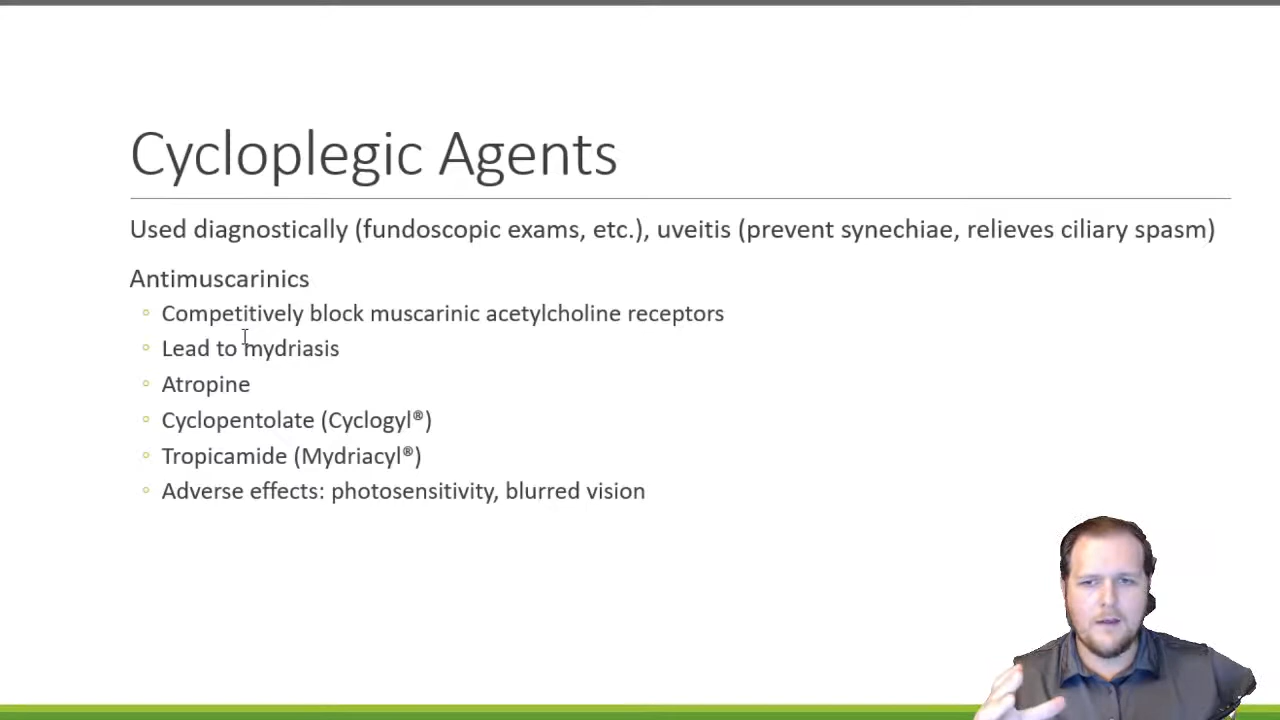 Cycloplegic Agents
Used diagnostically (fundoscopic exams, etc.), uveitis (prevent synechiae, relieves ciliary spasm)
Antimuscarinics
◦ Competitively block muscarinic acetylcholine receptors
◦ Lead to mydriasis
◦ Atropine
◦ Cyclopentolate (Cyclogyl®)
◦ Tropicamide (Mydriacyl®)
◦ Adverse effects: photosensitivity, blurred vision